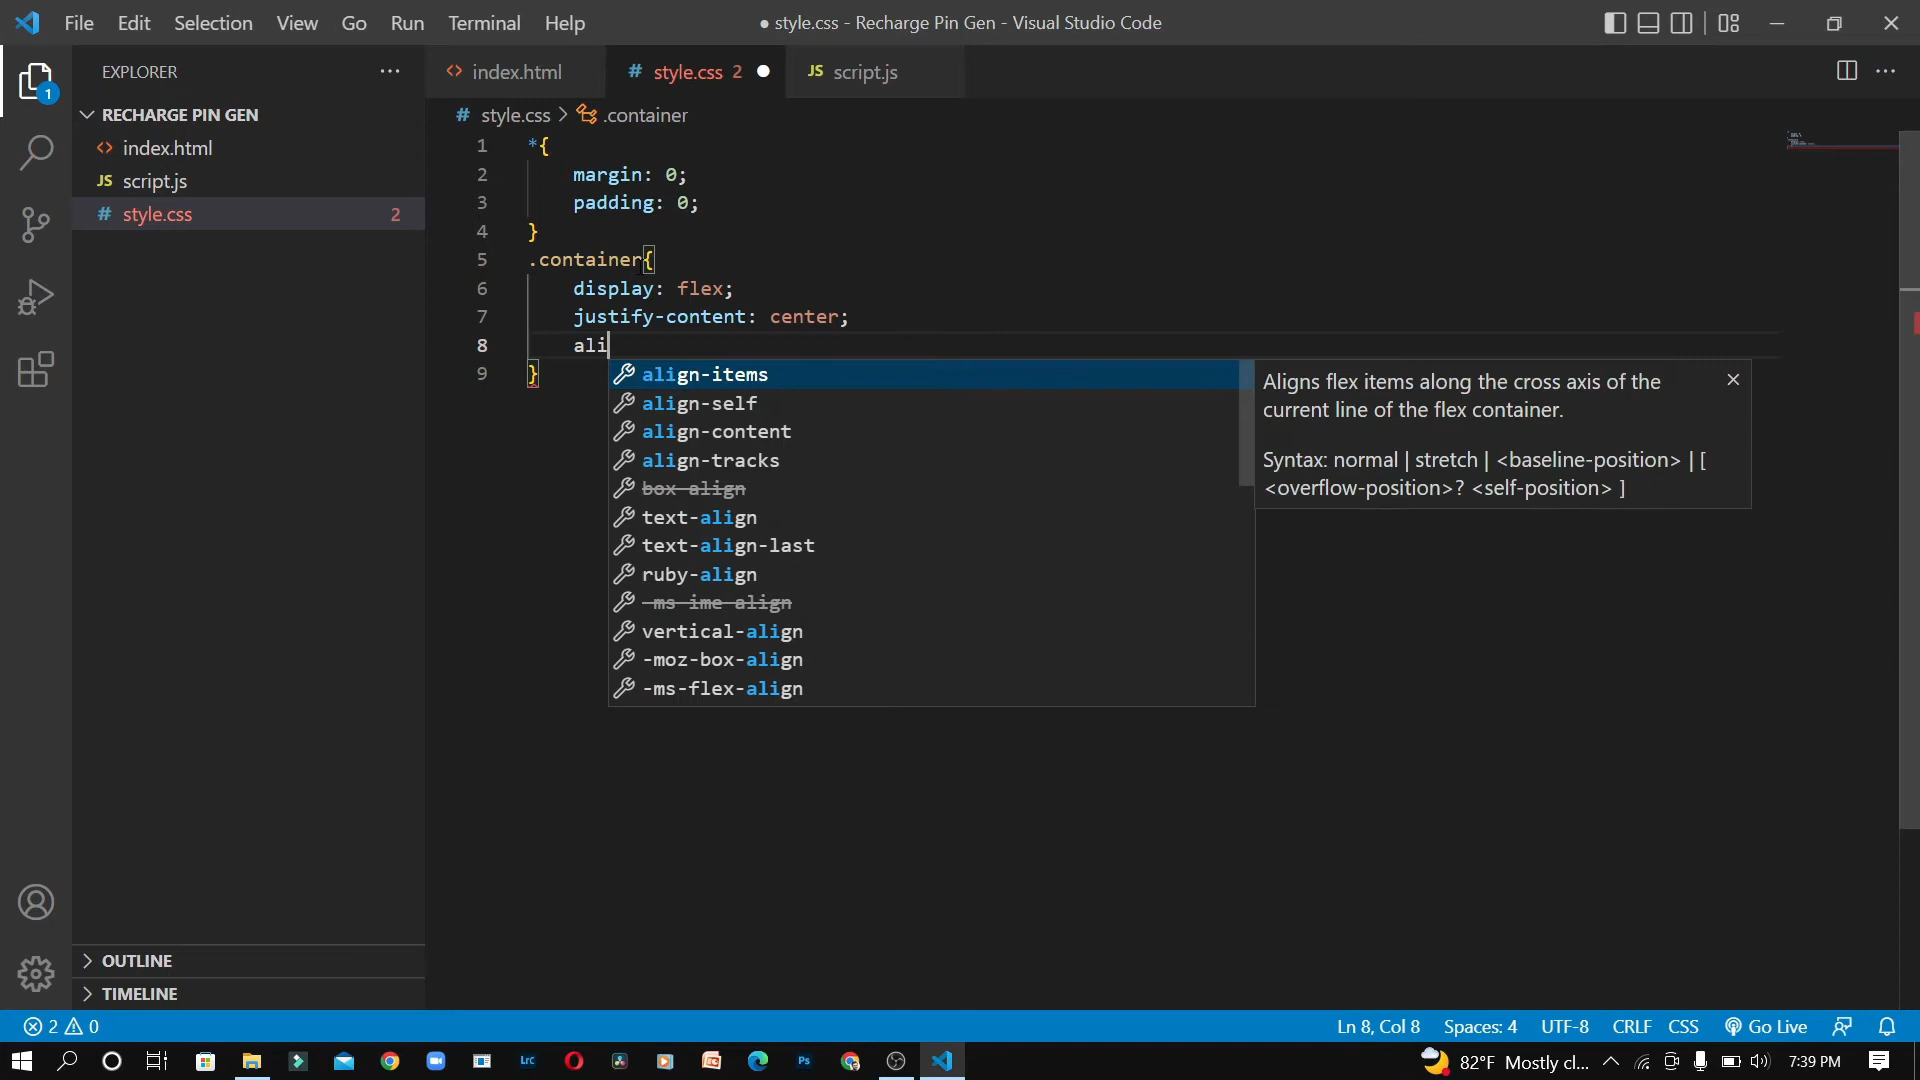 File Edit Selection View Go Run Terminal Help
● style.css - Recharge Pin Gen - Visual Studio Code
EXPLORER
1
RECHARGE PIN GEN
<> index.html
JS script.js
# style.css 2
OUTLINE
TIMELINE
<> index.html
# style.css 2 ●
JS script.js
# style.css > .container
1 *{
2 margin: 0;
3 padding: 0;
4 }
5 .container{
6 display: flex;
7 justify-content: center;
8 ali
9 }
align-items
align-self
align-content
align-tracks
box-align
text-align
text-align-last
ruby-align
-ms-ime-align
vertical-align
-moz-box-align
-ms-flex-align
Aligns flex items along the cross axis of the
current line of the flex container.
Syntax: normal | stretch | <baseline-position> | [
<overflow-position>? <self-position> ]
2 0
Ln 8, Col 8 Spaces: 4 UTF-8 CRLF CSS Go Live
Lrc
Ps
82°F Mostly cl... 7:39 PM